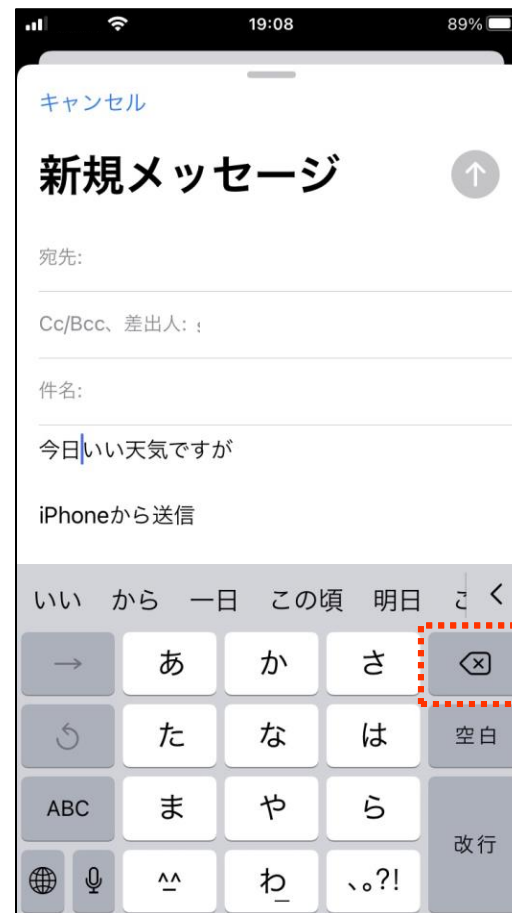 19:08
89%
キャンセル
新規メッセージ
宛先:
Cc/Bcc、差出人:
件名:
今日いい天気ですが
iPhoneから送信
いい から 一日 この頃 明日
→ あ か さ
た な は 空白
ABC ま や ら
改行
^^ わ_ 、。?!